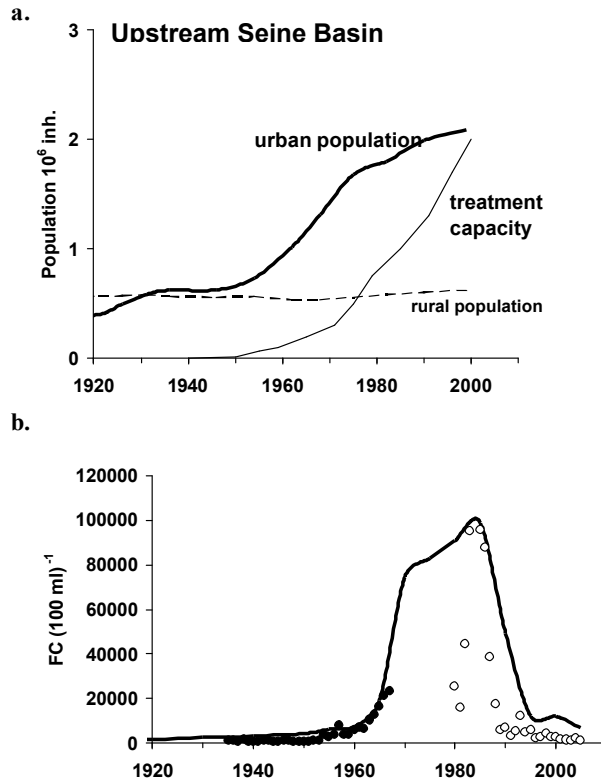 a.
Upstream Seine Basin
3
2
1
0
Population 10⁶ inh.
urban population
treatment
capacity
rural population
1920 1940 1960 1980 2000
b.
120000
100000
80000
60000
40000
20000
0
FC (100 ml)⁻¹
1920 1940 1960 1980 2000